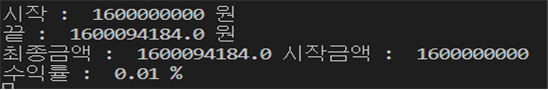 시작 :  1600000000 원
끝 :  1600094184.0 원
최종금액 :  1600094184.0 시작금액 :  1600000000
수익률 :  0.01 %